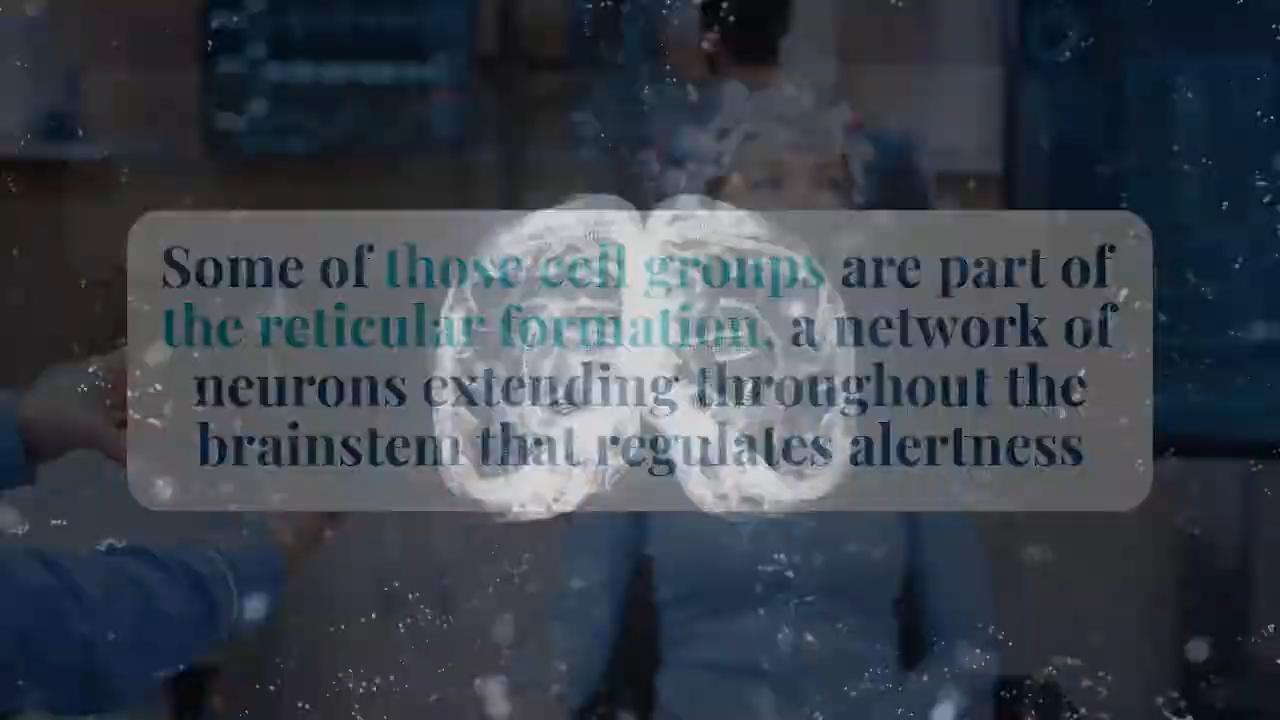 Some of those cell groups are part of
the reticular formation, a network of
neurons extending throughout the
brainstem that regulates alertness